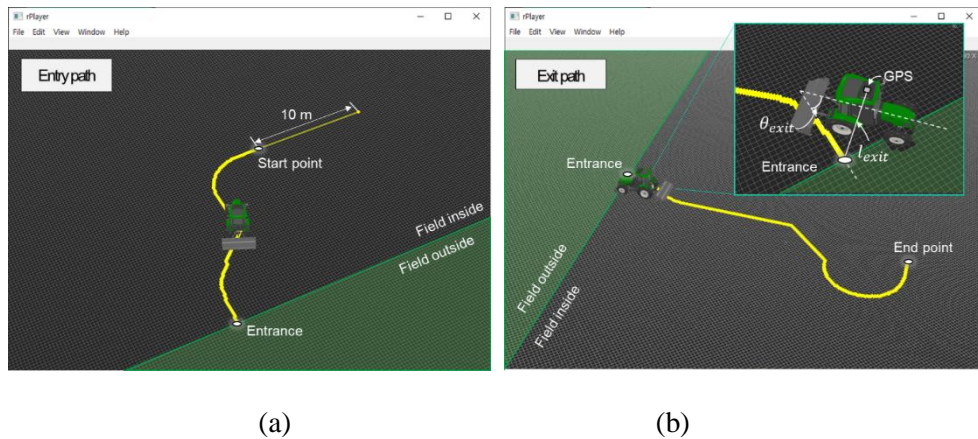 rPlayer
File Edit View Window Help
Entry path
10 m
Start point
Field inside
Field outside
Entrance
(a)
rPlayer
File Edit View Window Help
Exit path
GPS
θexit
lexit
Entrance
Entrance
End point
Field outside
Field inside
(b)